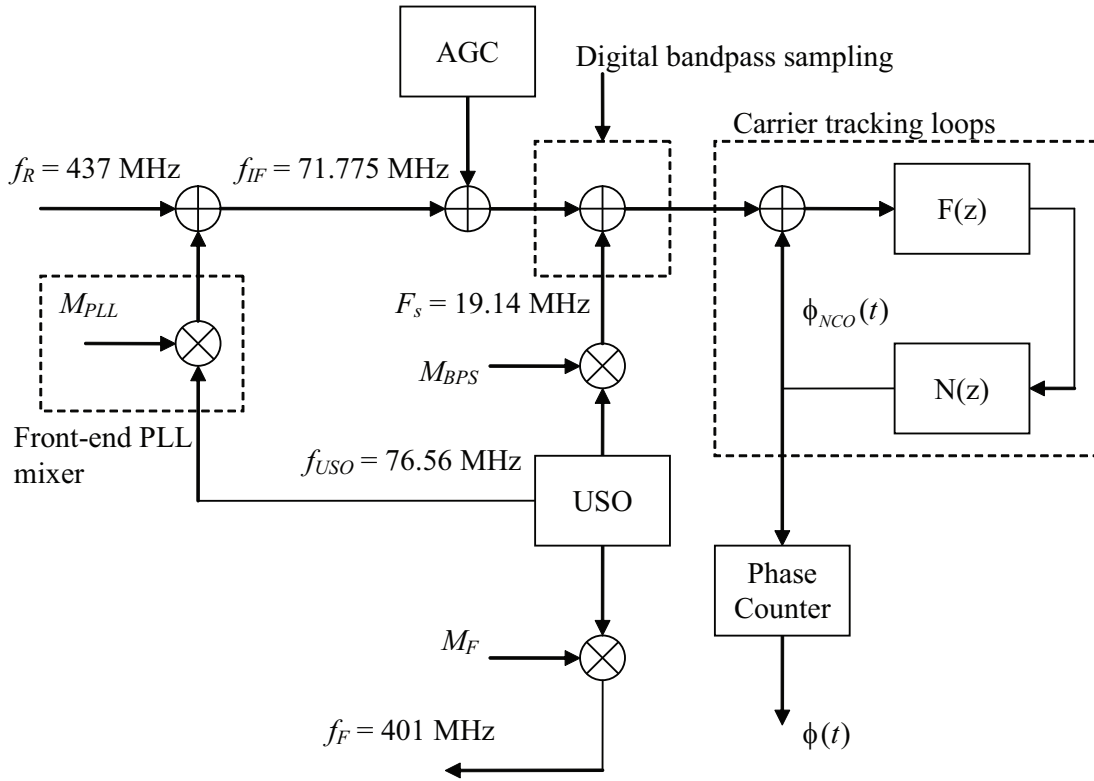 AGC
Digital bandpass sampling
Carrier tracking loops
f_R = 437 MHz
f_IF = 71.775 MHz
F(z)
M_PLL
F_s = 19.14 MHz
ϕ_NCO(t)
M_BPS
N(z)
Front-end PLL
mixer
f_USO = 76.56 MHz
USO
Phase
Counter
M_F
f_F = 401 MHz
ϕ(t)